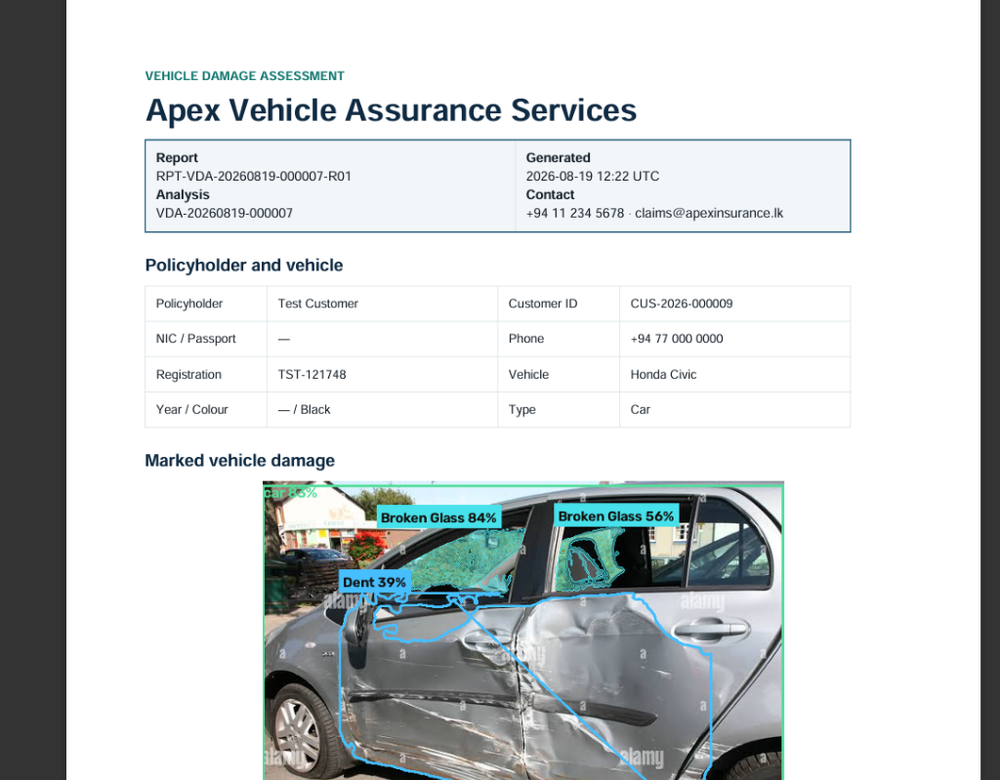 VEHICLE DAMAGE ASSESSMENT
Apex Vehicle Assurance Services
Report
RPT-VDA-20260819-000007-R01
Analysis
VDA-20260819-000007
Generated
2026-08-19 12:22 UTC
Contact
+94 11 234 5678 · claims@apexinsurance.lk
Policyholder and vehicle
Policyholder Test Customer Customer ID CUS-2026-000009
NIC / Passport — Phone +94 77 000 0000
Registration TST-121748 Vehicle Honda Civic
Year / Colour — / Black Type Car
Marked vehicle damage
car 85%
Broken Glass 84% Broken Glass 56%
a a
Dent 39%
alamy a alamy
a a alamy a
a a a
alamy a alamy a